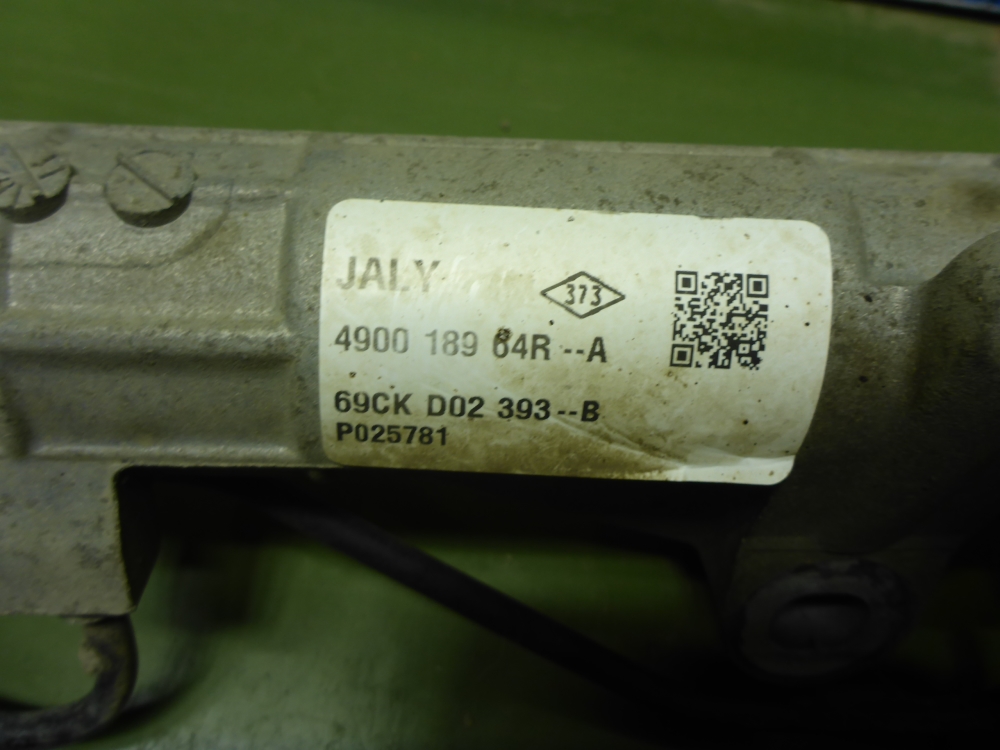 JALY
373
4900 189 64R --A
69CK D02 393 --B
P025781